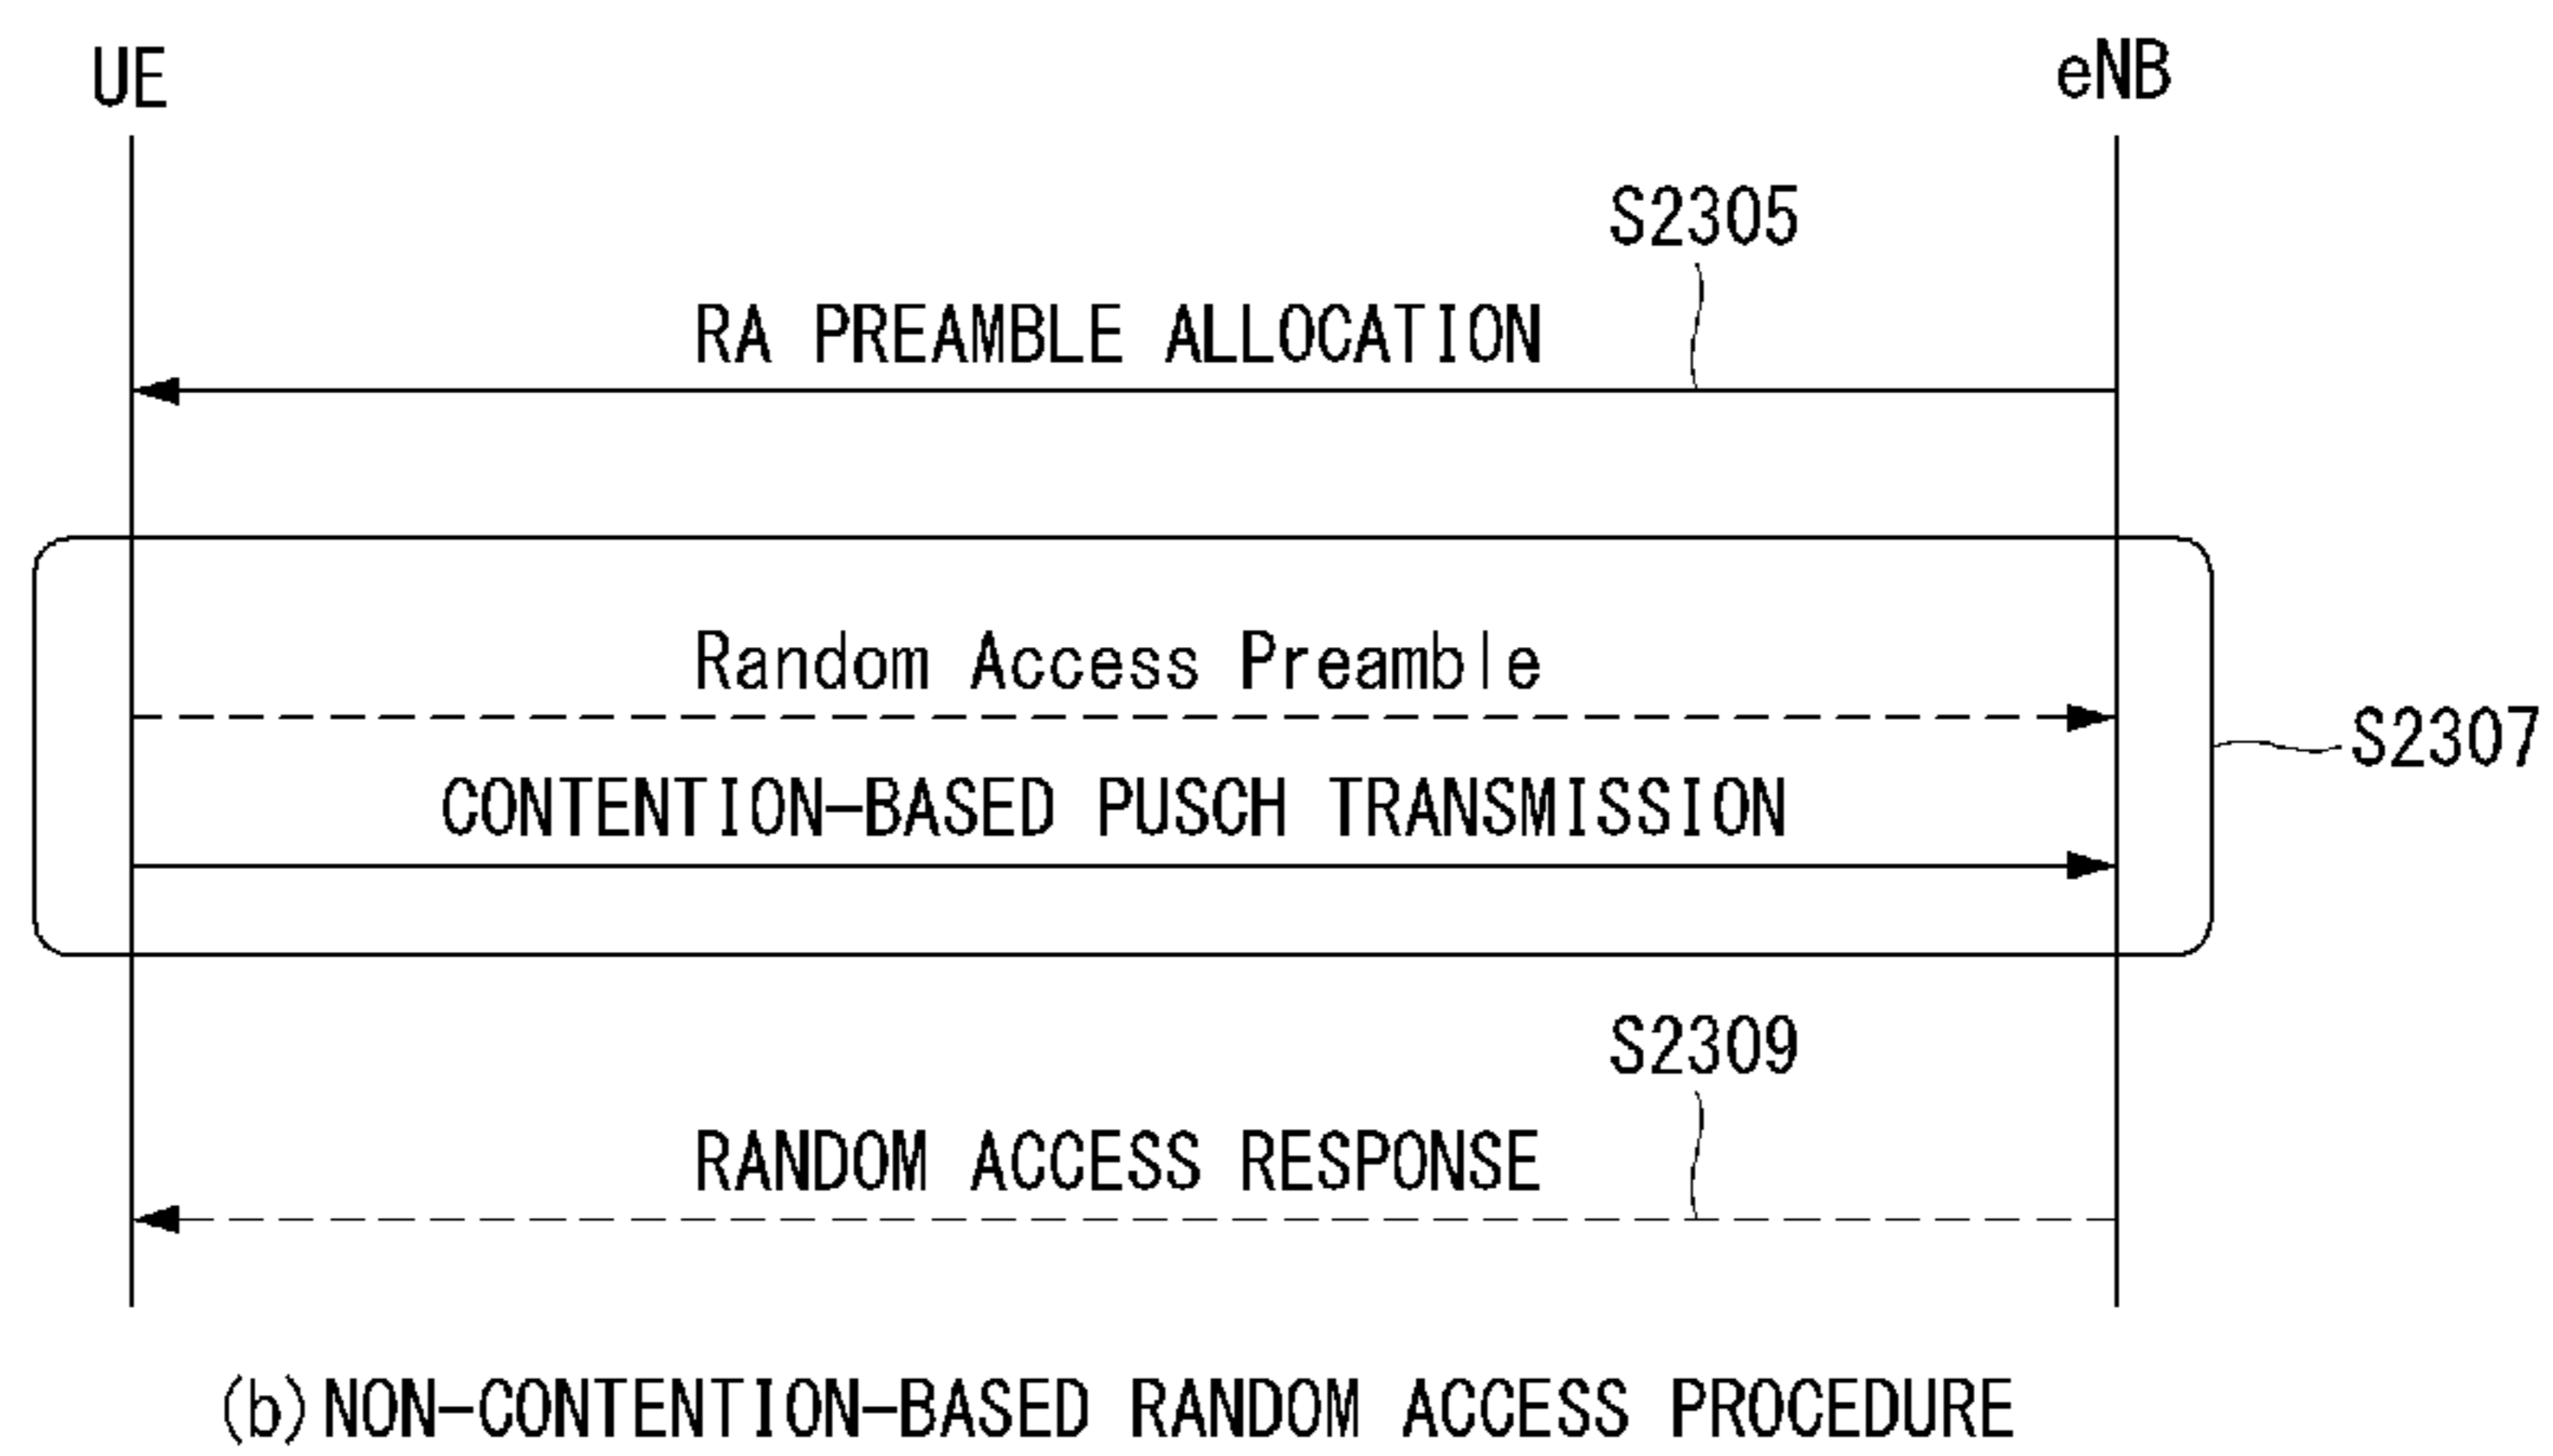 UE
eNB
S2305
RA PREAMBLE ALLOCATION
Random Access Preamble
S2307
CONTENTION-BASED PUSCH TRANSMISSION
S2309
RANDOM ACCESS RESPONSE
(b) NON-CONTENTION-BASED RANDOM ACCESS PROCEDURE